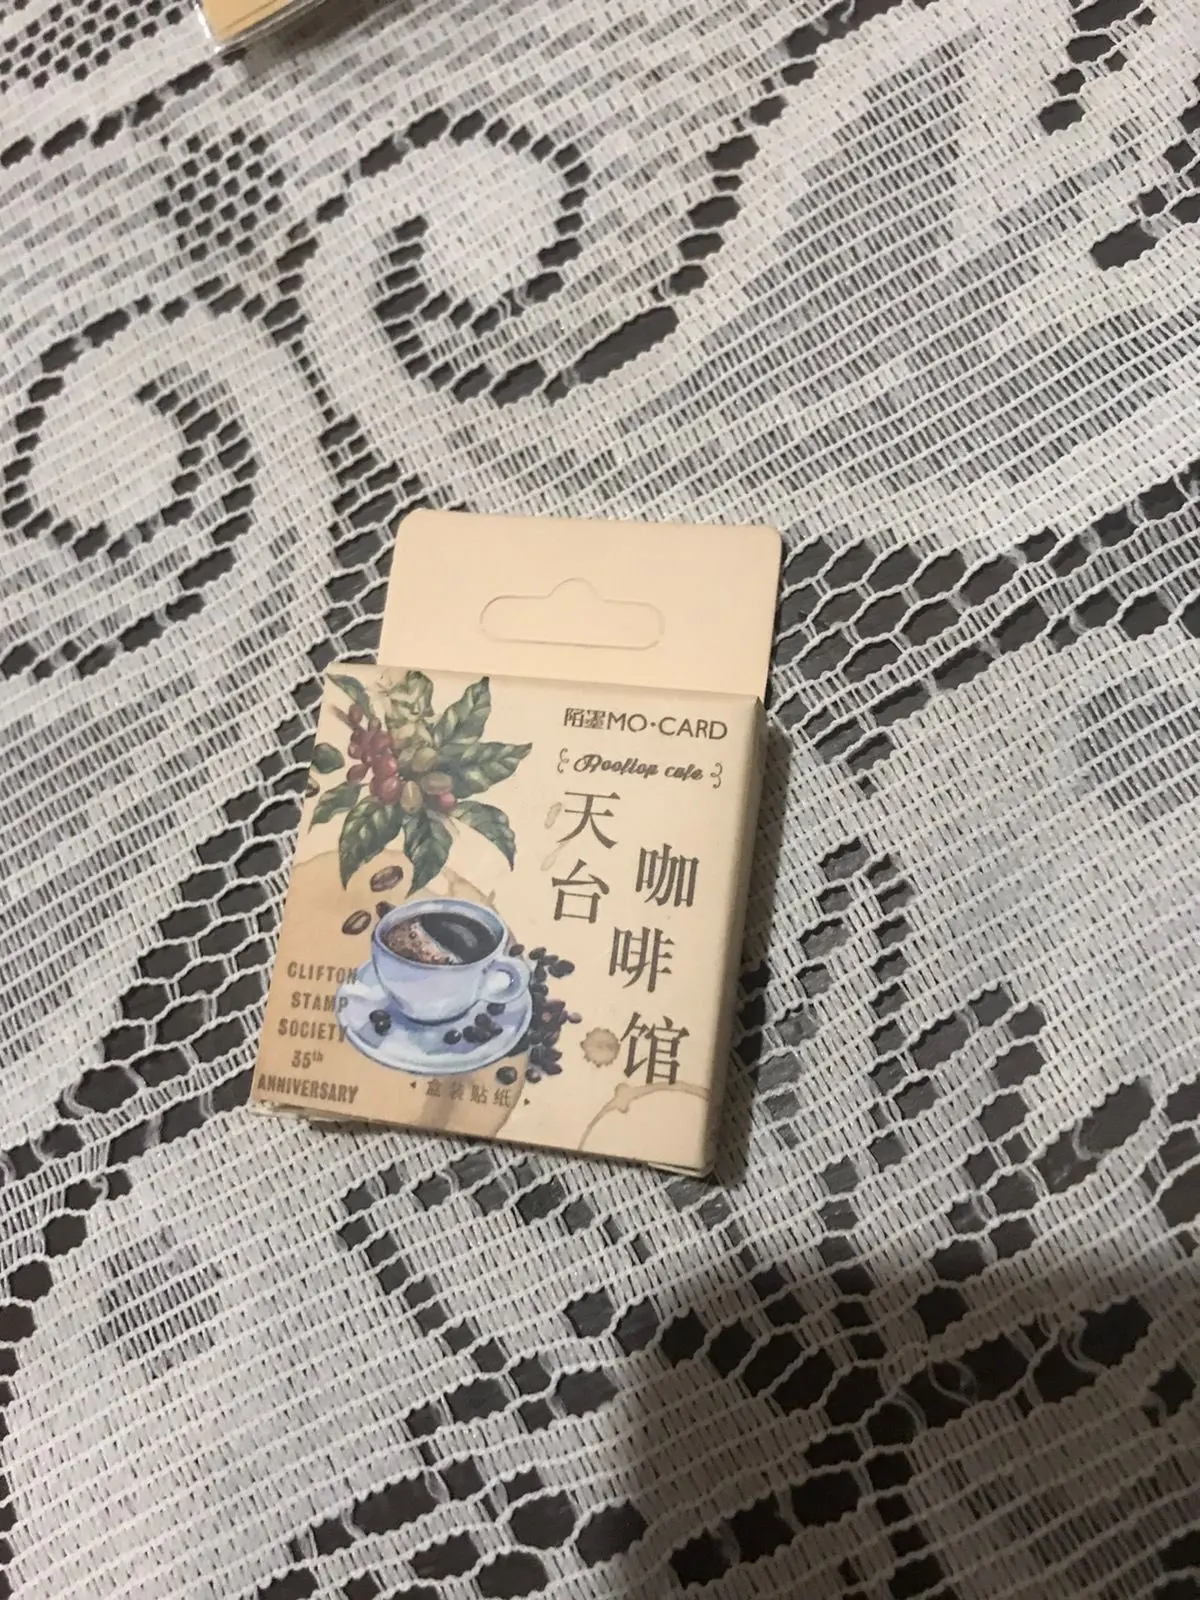 陌墨MO·CARD
Rooftop cafe
天台
咖啡馆
CLIFTON
STAMP
SOCIETY
35th
ANNIVERSARY
盒装贴纸